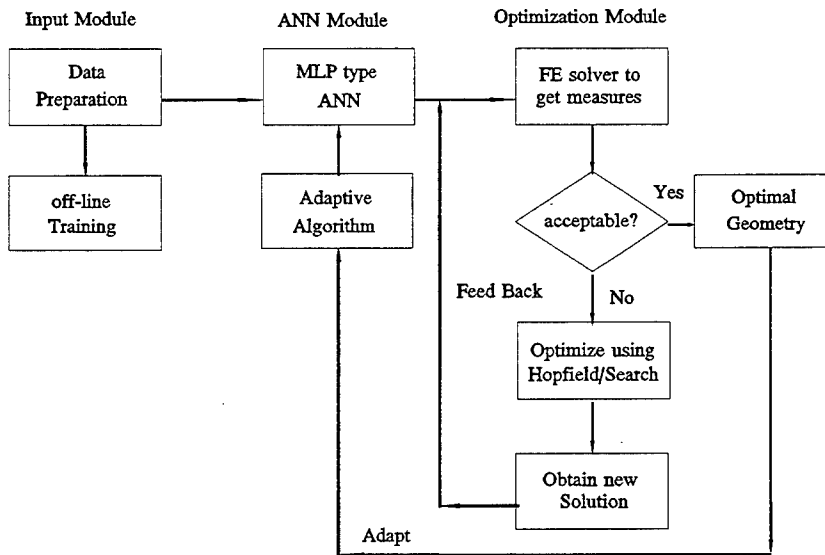 Input Module
ANN Module
Optimization Module
Data
Preparation
MLP type
ANN
FE solver to
get measures
off-line
Training
Adaptive
Algorithm
acceptable?
Yes
Optimal
Geometry
Feed Back
No
Optimize using
Hopfield/Search
Obtain new
Solution
Adapt